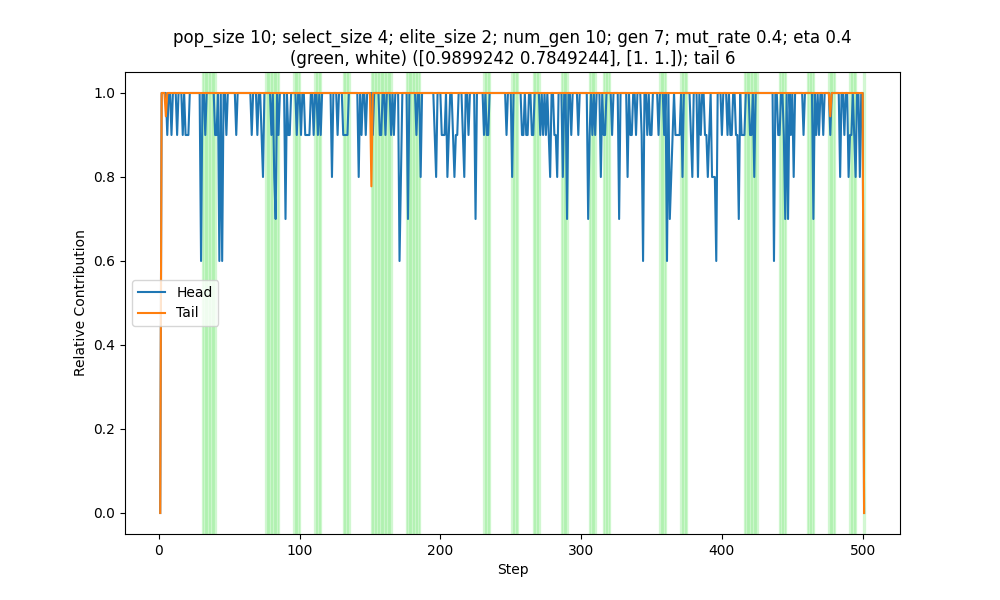 pop_size 10; select_size 4; elite_size 2; num_gen 10; gen 7; mut_rate 0.4; eta 0.4
(green, white) ([0.9899242 0.7849244], [1. 1.]); tail 6
1.0
0.8
0.6
0.4
0.2
0.0
Relative Contribution
Head
Tail
0
100
200
300
400
500
Step